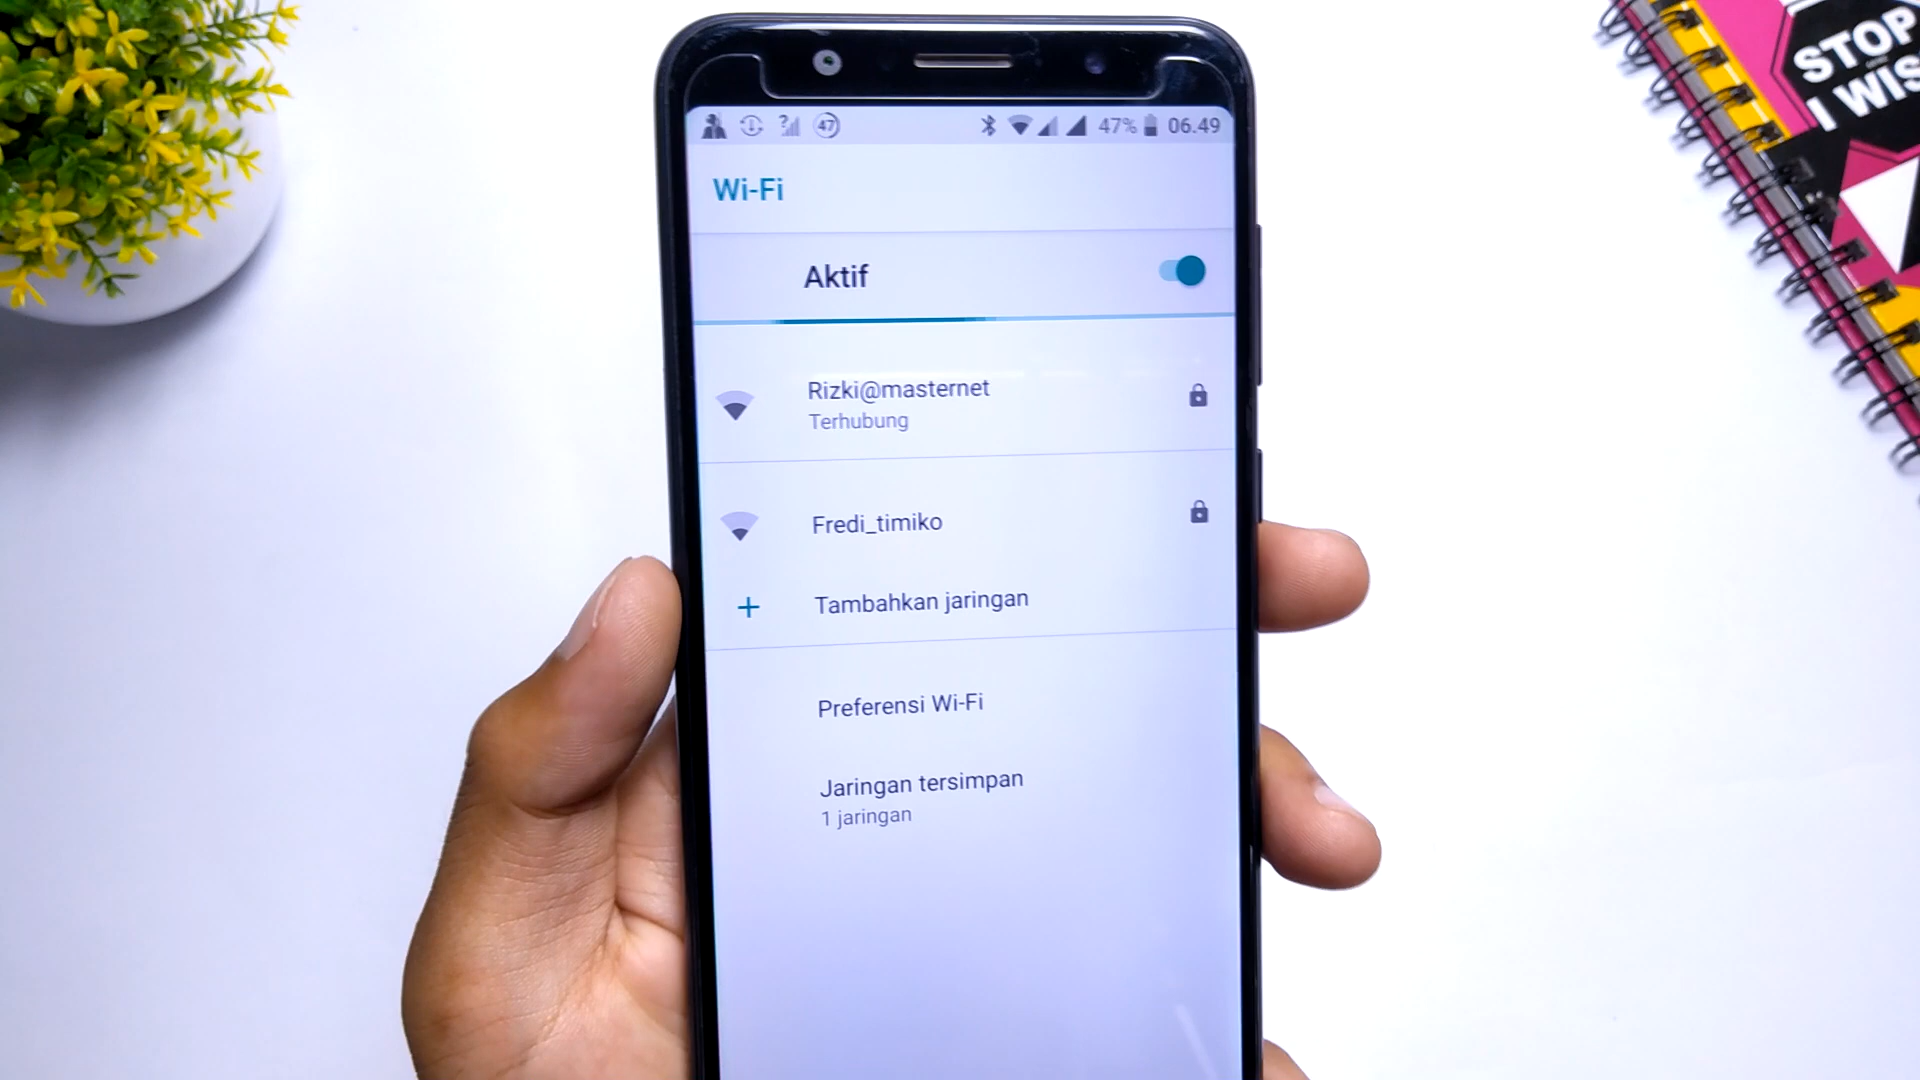 ? 47 47% 06.49
Wi-Fi
Aktif
Rizki@masternet
Terhubung
Fredi_timiko
+ Tambahkan jaringan
Preferensi Wi-Fi
Jaringan tersimpan
1 jaringan
STOP
I WIS